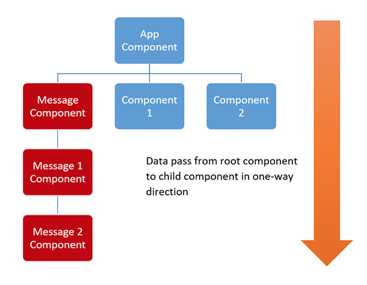 App
Component
Message
Component
Component
1
Component
2
Message 1
Component
Message 2
Component
Data pass from root component
to child component in one-way
direction